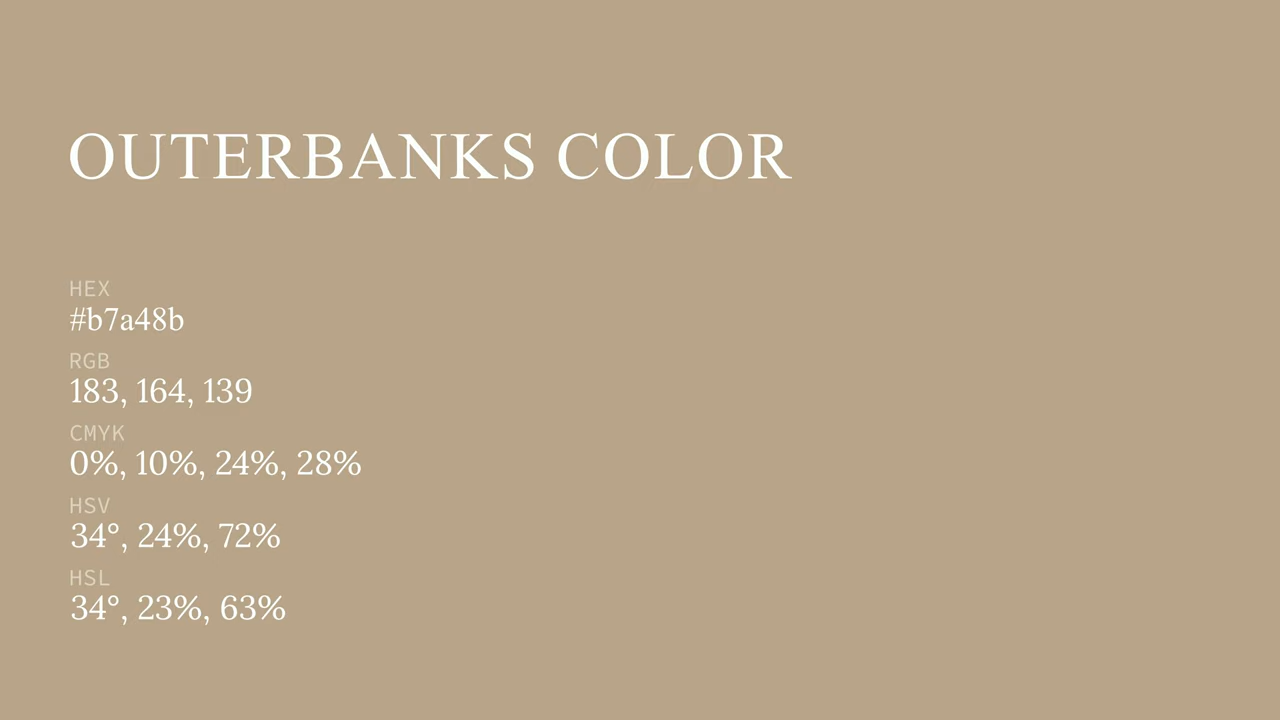 OUTERBANKS COLOR
HEX
#b7a48b
RGB
183, 164, 139
CMYK
0%, 10%, 24%, 28%
HSV
34°, 24%, 72%
HSL
34°, 23%, 63%